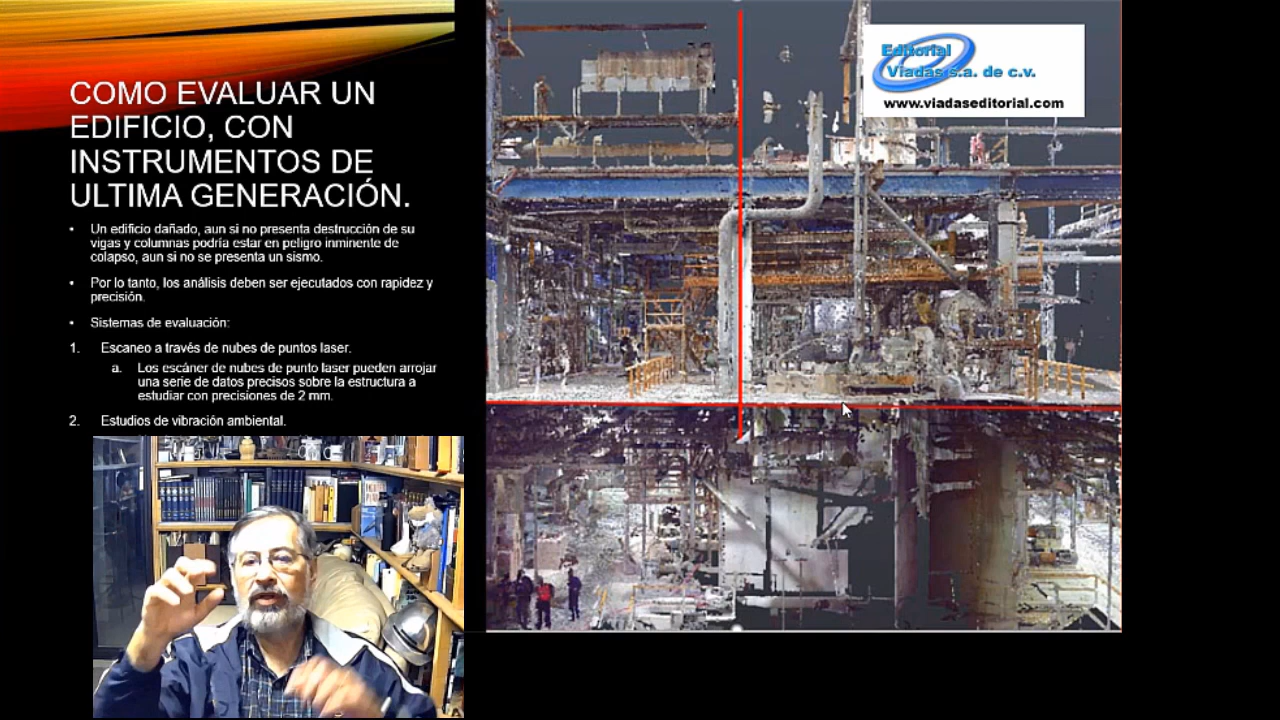 COMO EVALUAR UN
EDIFICIO, CON
INSTRUMENTOS DE
ULTIMA GENERACIÓN.
• Un edificio dañado, aun si no presenta destrucción de su
vigas y columnas podría estar en peligro inminente de
colapso, aun si no se presenta un sismo.
• Por lo tanto, los análisis deben ser ejecutados con rapidez y
precisión.
• Sistemas de evaluación:
1. Escaneo a través de nubes de puntos laser.
a. Los escáner de nubes de punto laser pueden arrojar
una serie de datos precisos sobre la estructura a
estudiar con precisiones de 2 mm.
2. Estudios de vibración ambiental.
Editorial
Viadas s.a. de c.v.
www.viadaseditorial.com